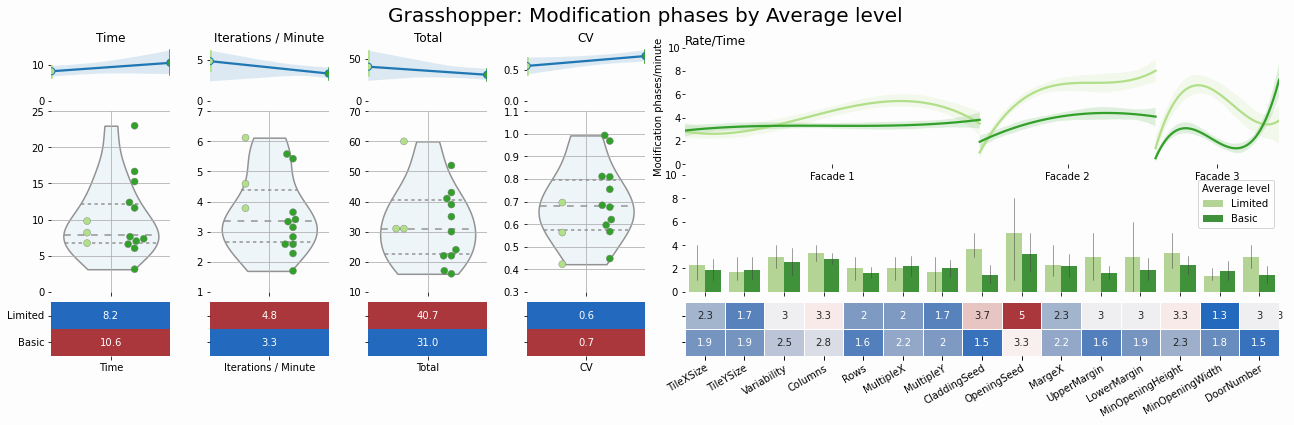 Grasshopper: Modification phases by Average level
Time
Iterations / Minute
Total
CV
Rate/Time
10
0
5
0
50
0
0.5
0.0
Modification phases/minute
10
8
6
4
2
0
Facade 1
Facade 2
Facade 3
25
20
15
10
5
0
7
6
5
4
3
2
1
70
60
50
40
30
20
10
1.1
1.0
0.9
0.8
0.7
0.6
0.5
0.4
0.3
10
8
6
4
2
0
Average level
Limited
Basic
Limited
8.2
4.8
40.7
0.6
2.3 1.7 3 3.3 2 2 1.7 3.7 5 2.3 3 3 3.3 1.3 3 3
Basic
10.6
3.3
31.0
0.7
1.9 1.9 2.5 2.8 1.6 2.2 2 1.5 3.3 2.2 1.6 1.9 2.3 1.8 1.5
Time
Iterations / Minute
Total
CV
TileXSize
TileYSize
Variability
Columns
Rows
MultipleX
MultipleY
CladdingSeed
OpeningSeed
MargeX
UpperMargin
LowerMargin
MinOpeningHeight
MinOpeningWidth
DoorNumber